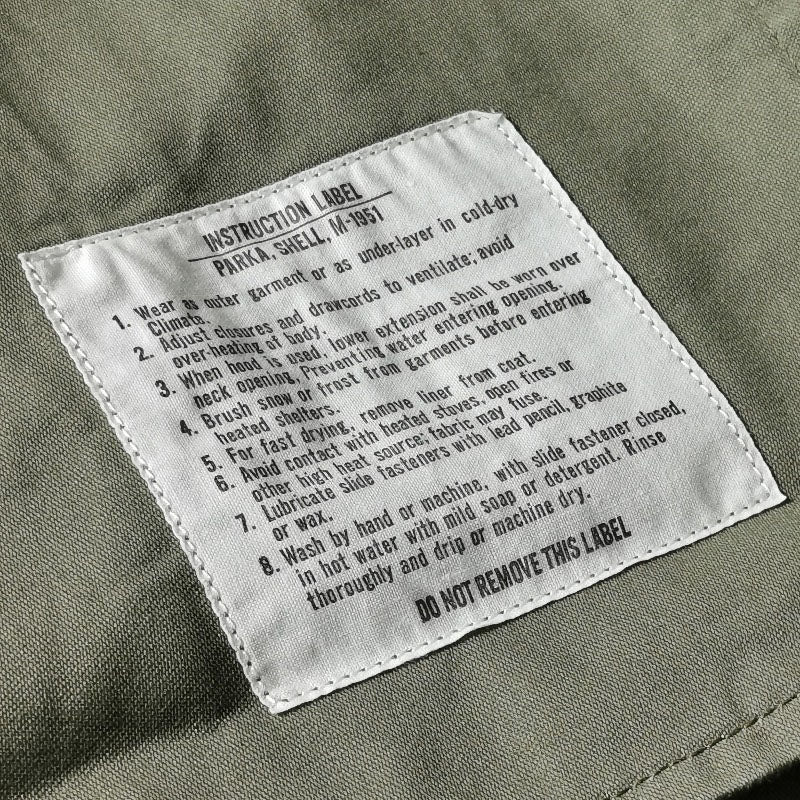 INSTRUCTION LABEL
PARKA, SHELL, M-1951
1. Wear as outer garment or as under-layer in cold-dry
Climab.
2. Adjust closures and drawcords to ventilate; avoid
over-heating of body.
3. When hood is used, lower extension shall be worn over
neck opening, Preventing water entering opening.
4. Brush snow or frost from garments before entering
heated shelters.
5. For fast drying, remove liner from coat.
6. Avoid contact with heated staves, open fires or
other high heat source; fabric may fuse.
7. Lubricate slide fasteners with lead pencil, graphite
or wax.
8. Wash by hand or machine, with slide fastener closed,
in hot water with mild soap or detergent. Rinse
thoroughly and drip or machine dry.
DO NOT REMOVE THIS LABEL